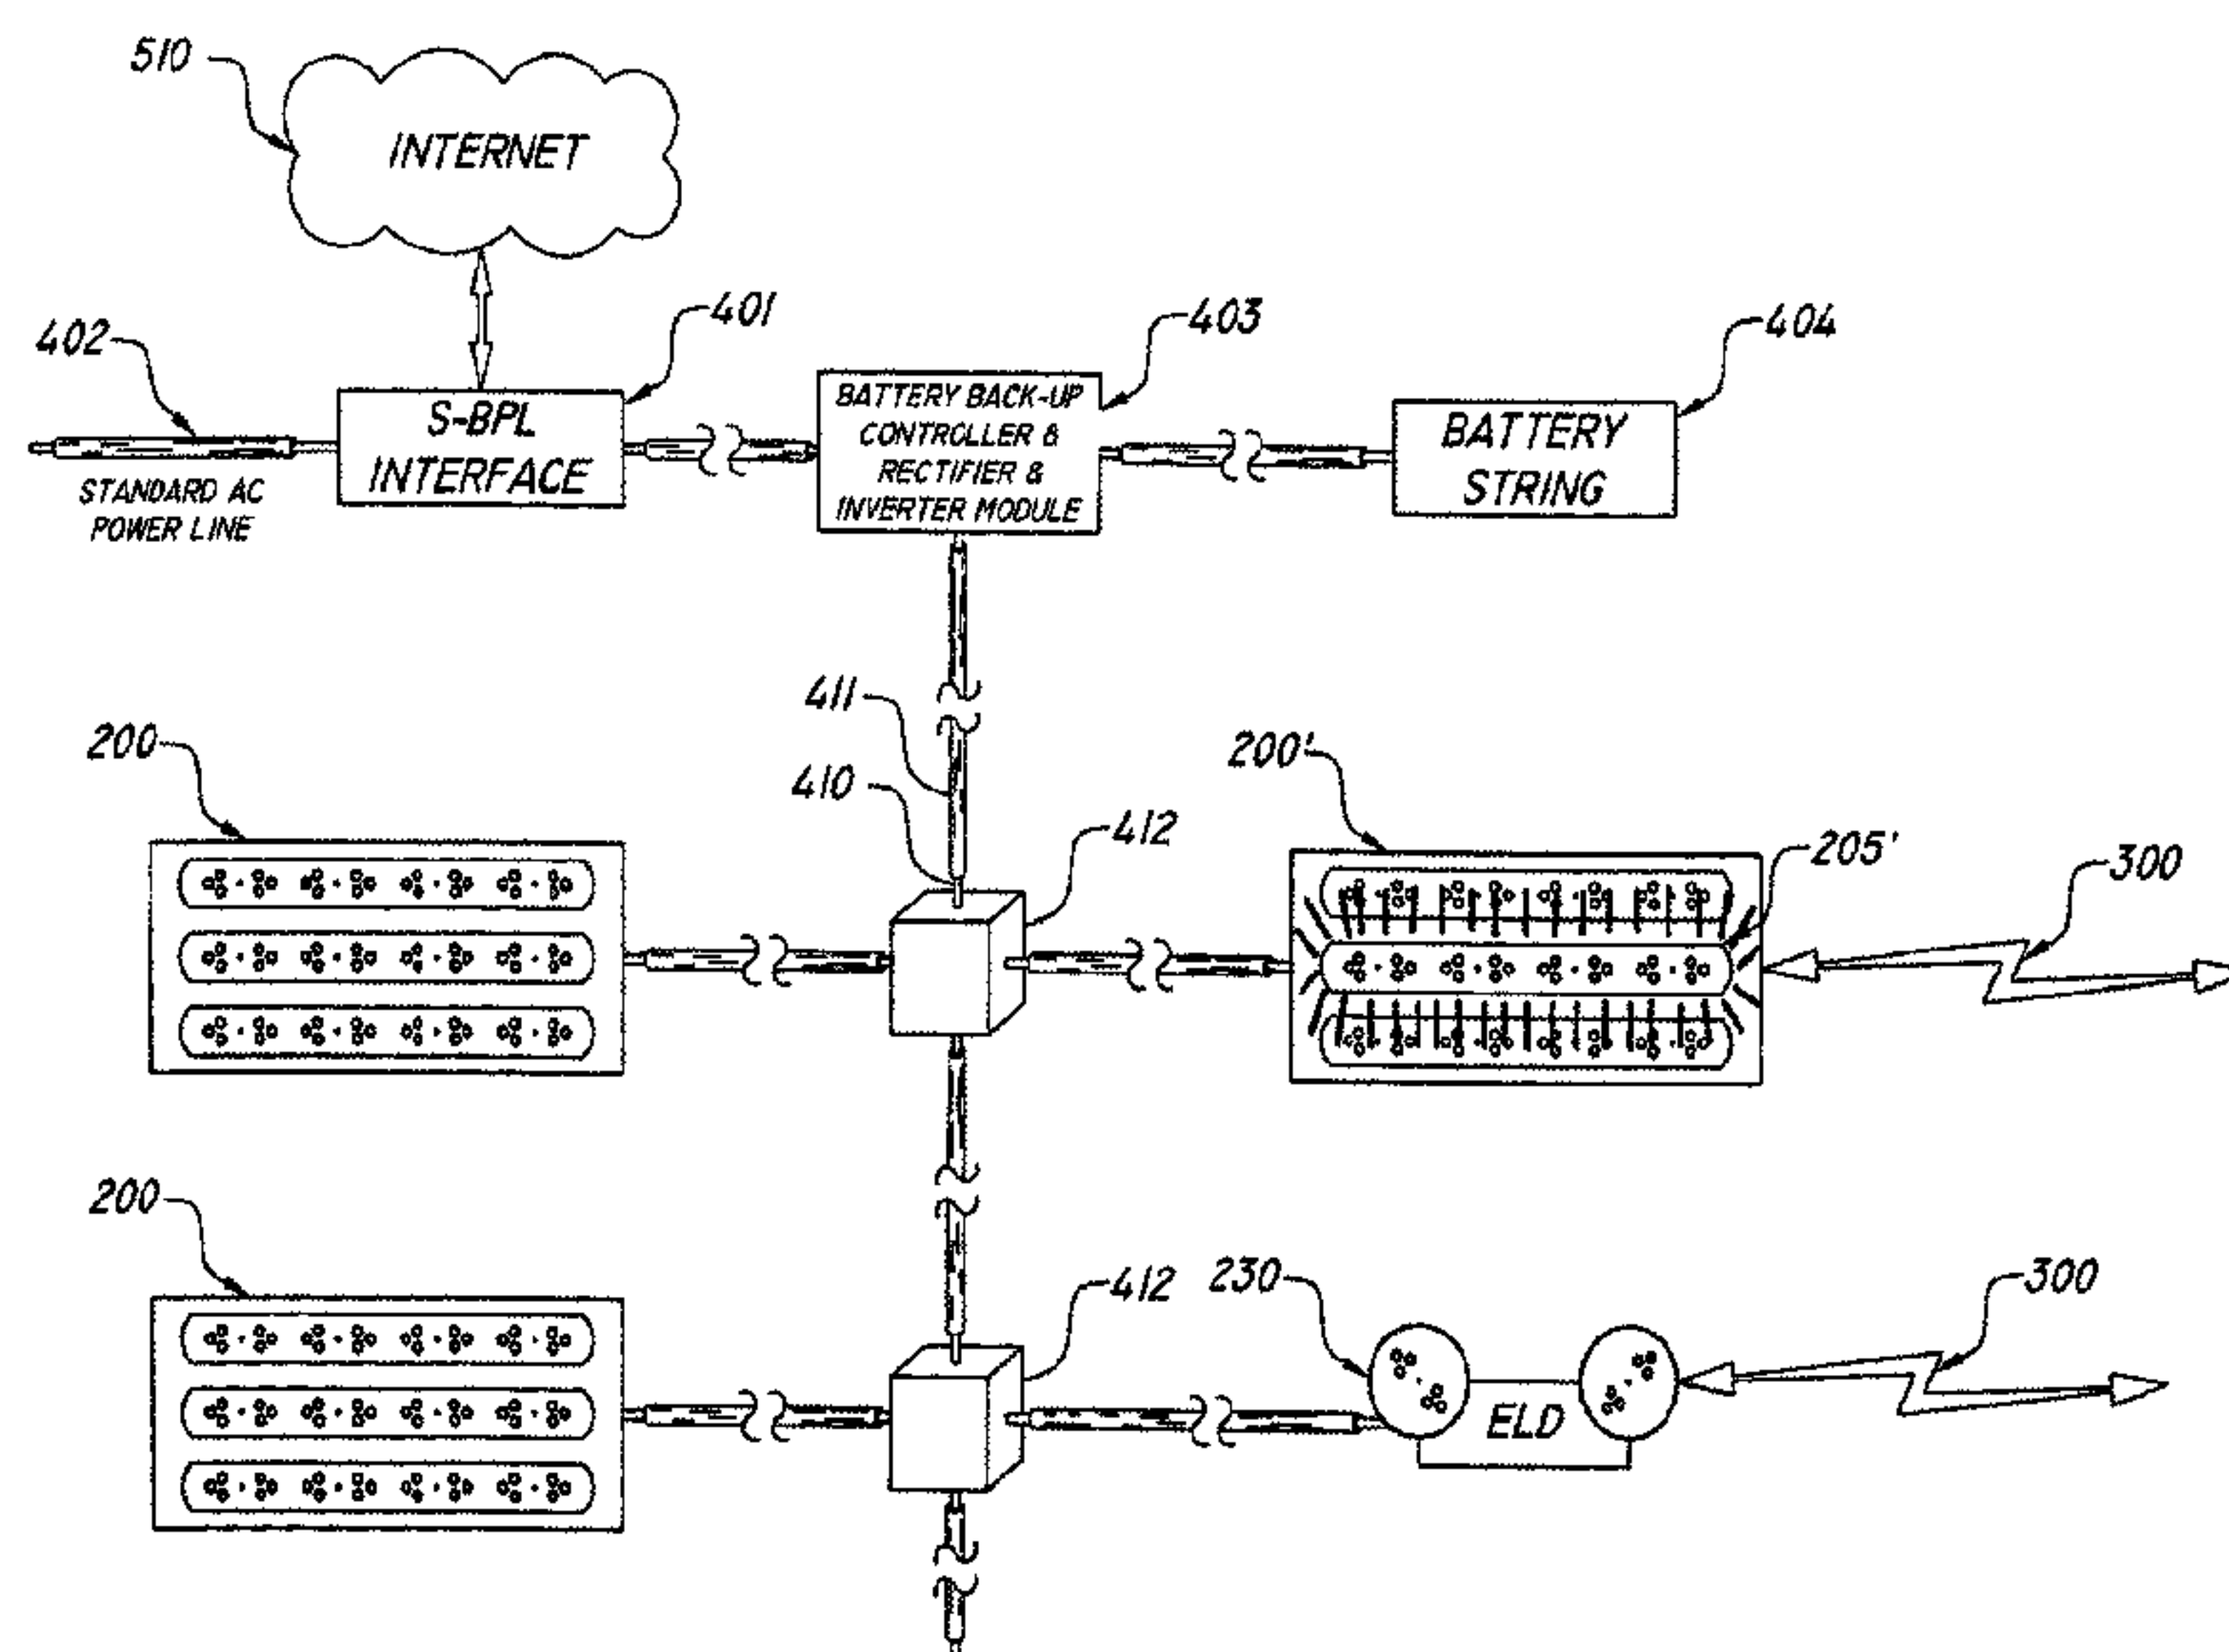 510
INTERNET
401
403
404
402
S-BPL
INTERFACE
BATTERY BACK-UP
CONTROLLER &
RECTIFIER &
INVERTER MODULE
BATTERY
STRING
STANDARD AC
POWER LINE
411
200
200'
410
412
205'
300
200
412
230
300
ELD